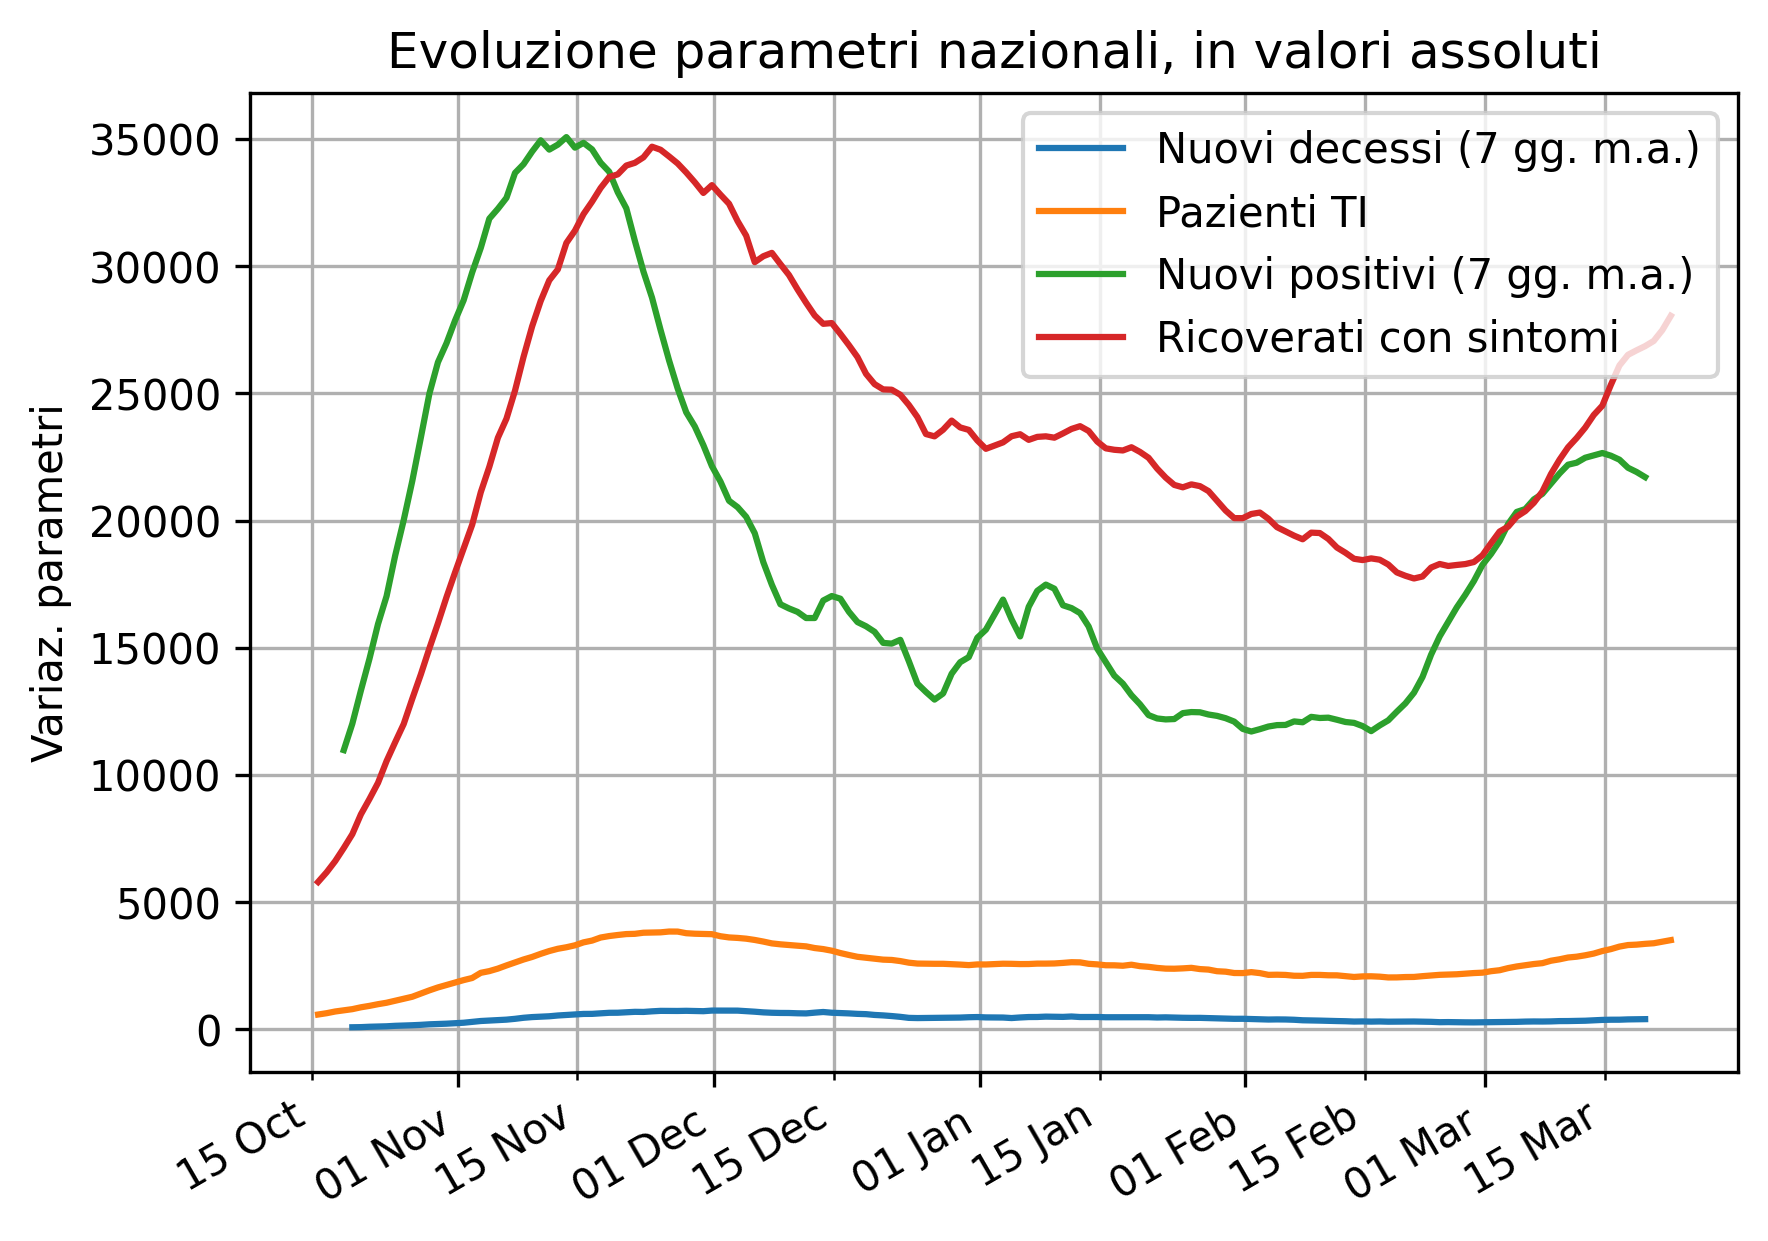 Evoluzione parametri nazionali, in valori assoluti
Variaz. parametri
35000
30000
25000
20000
15000
10000
5000
0
Nuovi decessi (7 gg. m.a.)
Pazienti TI
Nuovi positivi (7 gg. m.a.)
Ricoverati con sintomi
15 Oct
01 Nov
15 Nov
01 Dec
15 Dec
01 Jan
15 Jan
01 Feb
15 Feb
01 Mar
15 Mar